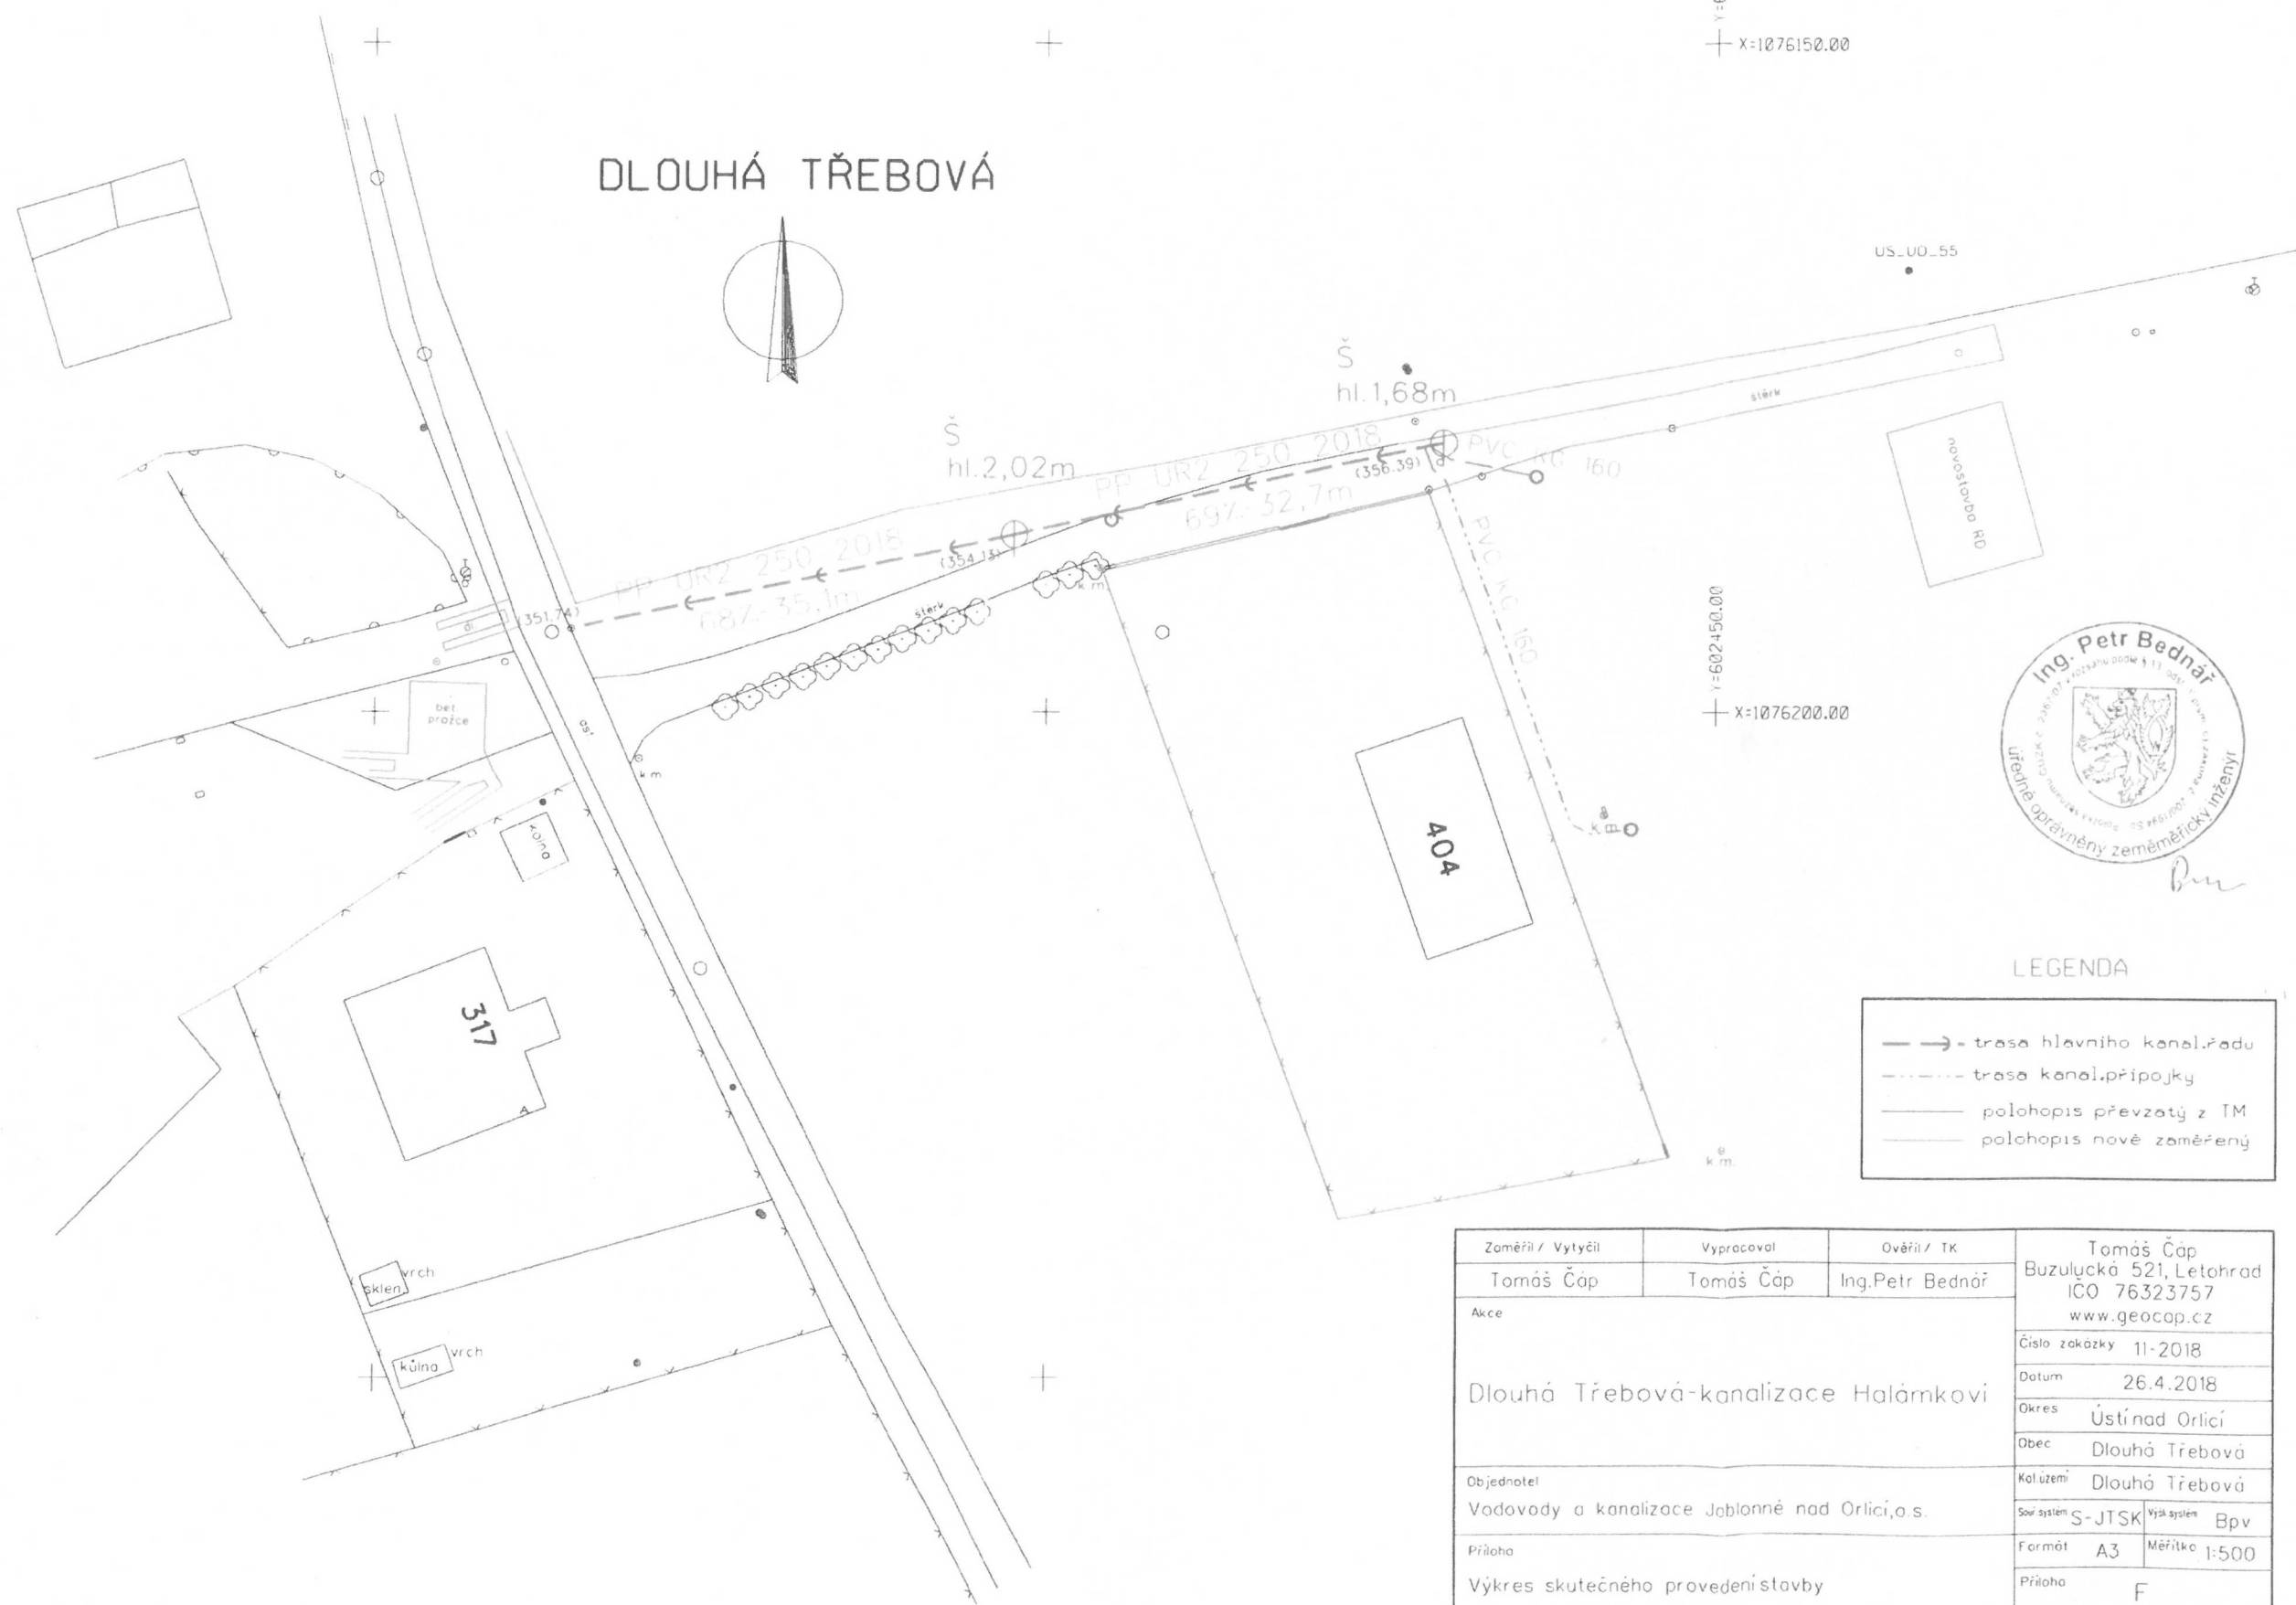 X=1076150.00
DLOUHÁ TŘEBOVÁ
US_UO_55
Š
hl.1,68m
Š
hl.2,02m
PP UR2 250 2018
(356.39)
PVC KG 160
69%-32,7m
štěrk
novostavba RD
PP UR2 250 2018
(354.13)
68%-35,1m
(351.74)
dl
štěrk
k m
PVC KG 160
Y=602450.00
X=1076200.00
bet
pražce
asf
k m
kolna
404
k
317
k m
sklen.
vrch
kůlna
vrch
Ing. Petr Bednář
úředně oprávněný zeměměřický inženýr
LEGENDA
trasa hlavního kanal.řadu
trasa kanal.přípojky
polohopis převzatý z TM
polohopis nově zaměřený
Zaměřil / Vytyčil
Vypracoval
Ověřil / TK
Tomáš Čáp
Tomáš Čáp
Ing.Petr Bednář
Tomáš Čáp
Buzulucká 521, Letohrad
IČO 76323757
www.geocap.cz
Akce
Dlouhá Třebová-kanalizace Halámkovi
Číslo zakázky 11-2018
Datum 26.4.2018
Okres Ústí nad Orlicí
Obec Dlouhá Třebová
Kat.území Dlouhá Třebová
Objednatel
Vodovody a kanalizace Jablonné nad Orlicí,a.s.
Souř.systém S-JTSK Výšk.systém Bpv
Formát A3 Měřítko 1:500
Příloha
Výkres skutečného provedení stavby
Příloha F